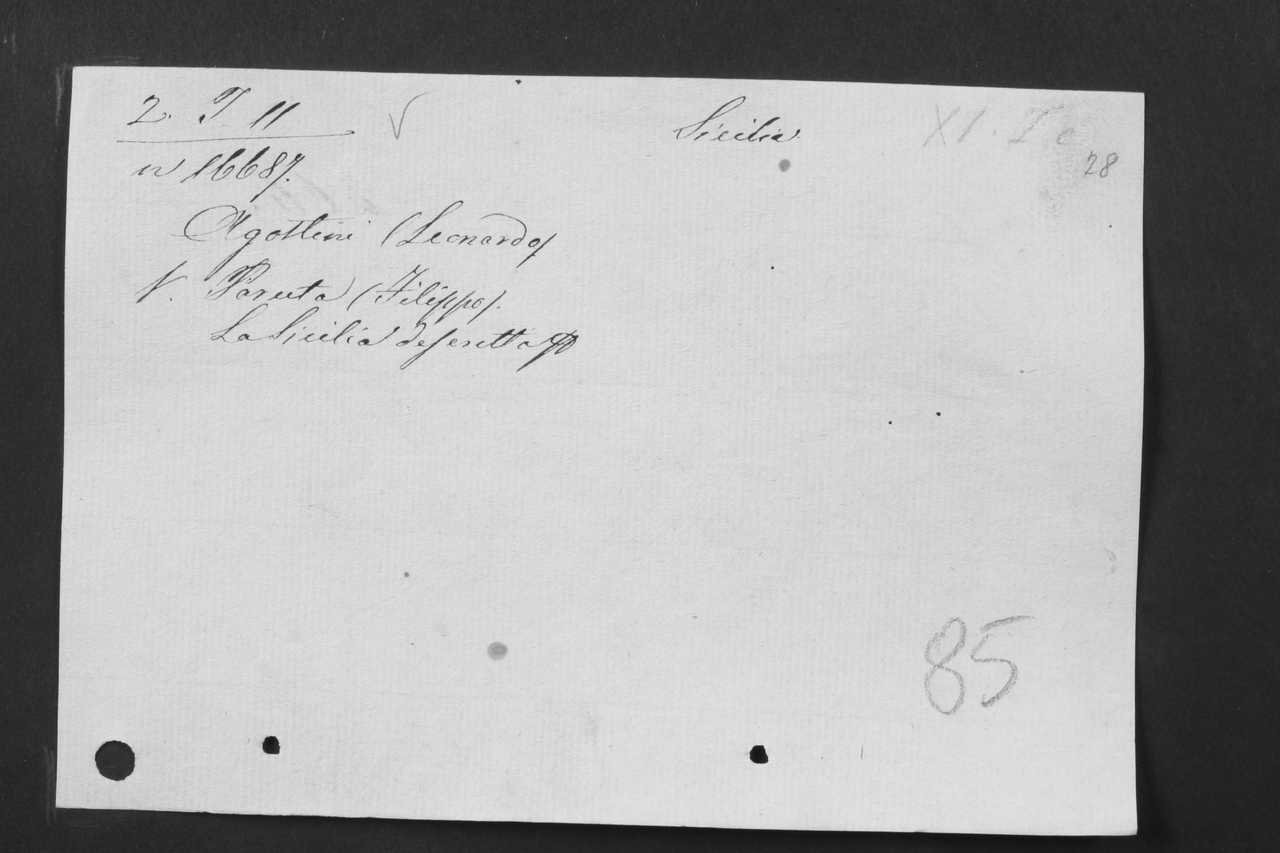 2. T 11
Sicilia
XI. I c
28
n 16687.
Agostini (Leonardo)
V. Paruta (Filippo).
La Sicilia descritta
85